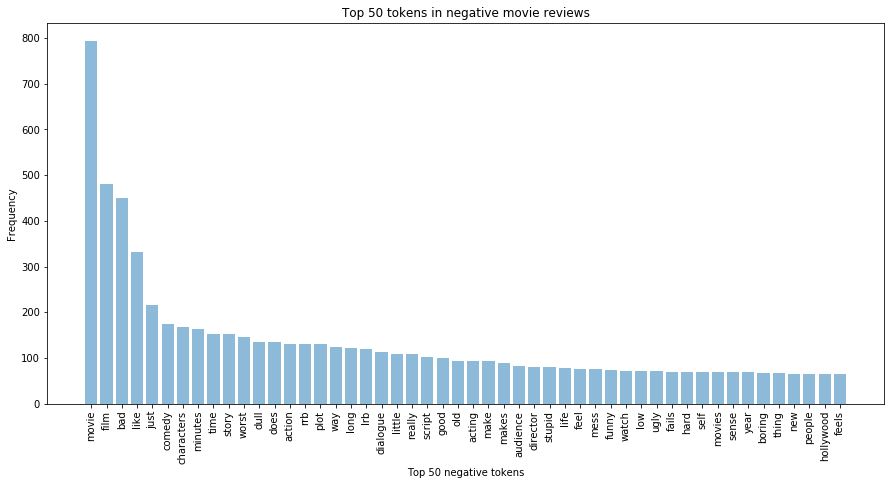 Top 50 tokens in negative movie reviews
800
700
600
500
400
300
200
100
0
Frequency
movie
film
bad
like
just
comedy
characters
minutes
time
story
worst
dull
does
action
rrb
plot
way
long
lrb
dialogue
little
really
script
good
old
acting
make
makes
audience
director
stupid
life
feel
mess
funny
watch
low
ugly
fails
hard
self
movies
sense
year
boring
thing
new
people
hollywood
feels
Top 50 negative tokens